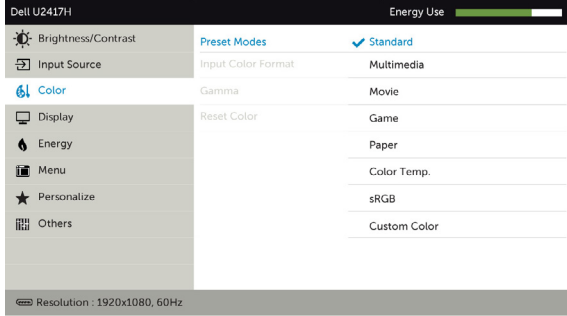 Dell U2417H
Energy Use
Brightness/Contrast
Input Source
Color
Display
Energy
Menu
Personalize
Others
Preset Modes
Input Color Format
Gamma
Reset Color
Standard
Multimedia
Movie
Game
Paper
Color Temp.
sRGB
Custom Color
Resolution : 1920x1080, 60Hz